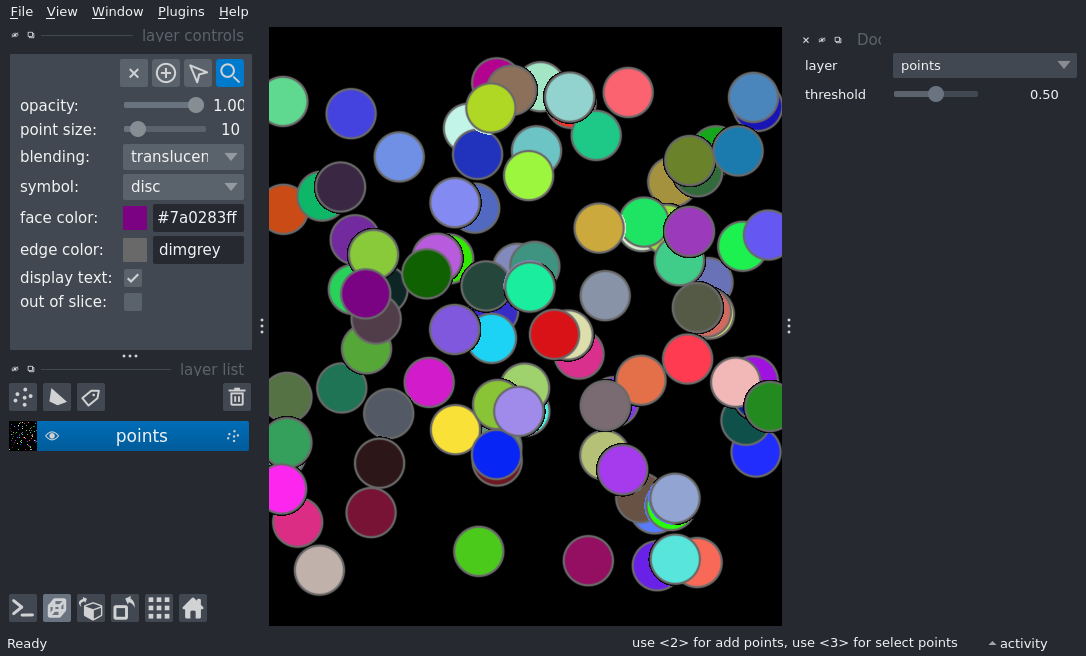 File View Window Plugins Help
layer controls
opacity: 1.00
point size: 10
blending: translucen
symbol: disc
face color: #7a0283ff
edge color: dimgrey
display text:
out of slice:
layer list
points
Doc
layer points
threshold 0.50
Ready
use <2> for add points, use <3> for select points
activity